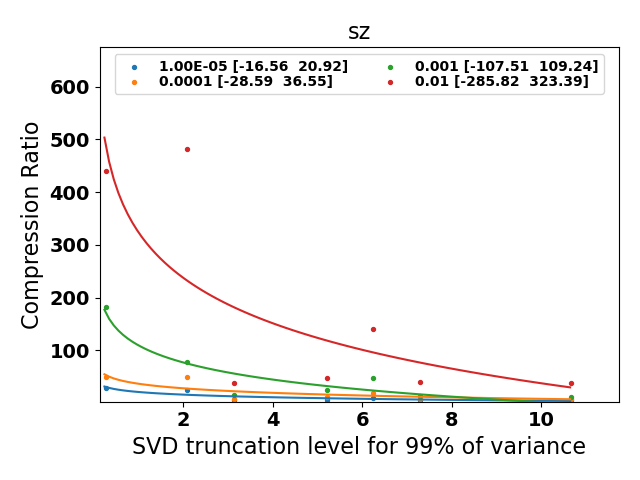 sz
1.00E-05 [-16.56  20.92]
0.0001 [-28.59  36.55]
0.001 [-107.51  109.24]
0.01 [-285.82  323.39]
Compression Ratio
600
500
400
300
200
100
2 4 6 8 10
SVD truncation level for 99% of variance